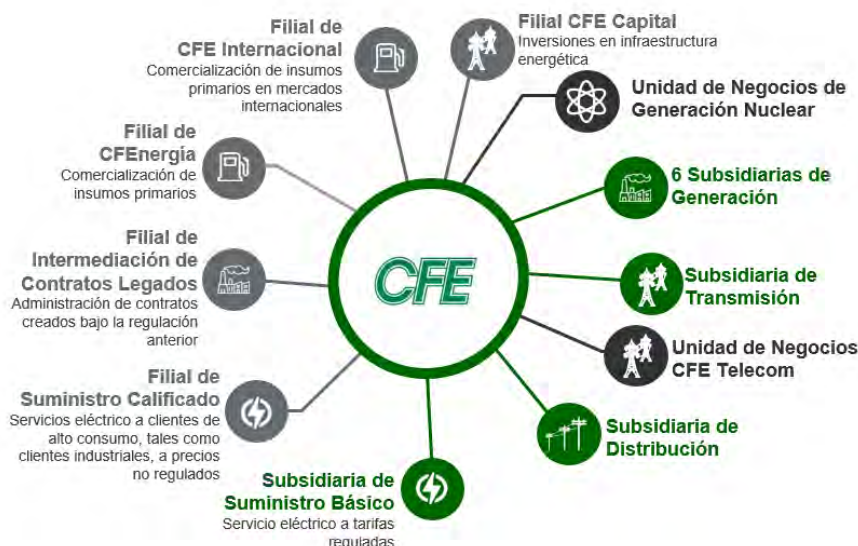 Filial de
CFE Internacional
Comercialización de insumos
primarios en mercados
internacionales
Filial CFE Capital
Inversiones en infraestructura
energética
Unidad de Negocios de
Generación Nuclear
Filial de
CFEnergía
Comercialización de
insumos primarios
6 Subsidiarias de
Generación
Filial de
Intermediación de
Contratos Legados
Administración de contratos
creados bajo la regulación
anterior
CFE
Subsidiaria de
Transmisión
Unidad de Negocios
CFE Telecom
Filial de
Suministro Calificado
Servicios eléctrico a clientes de
alto consumo, tales como
clientes industriales, a precios
no regulados
Subsidiaria de
Distribución
Subsidiaria de
Suministro Básico
Servicio eléctrico a tarifas
reguladas